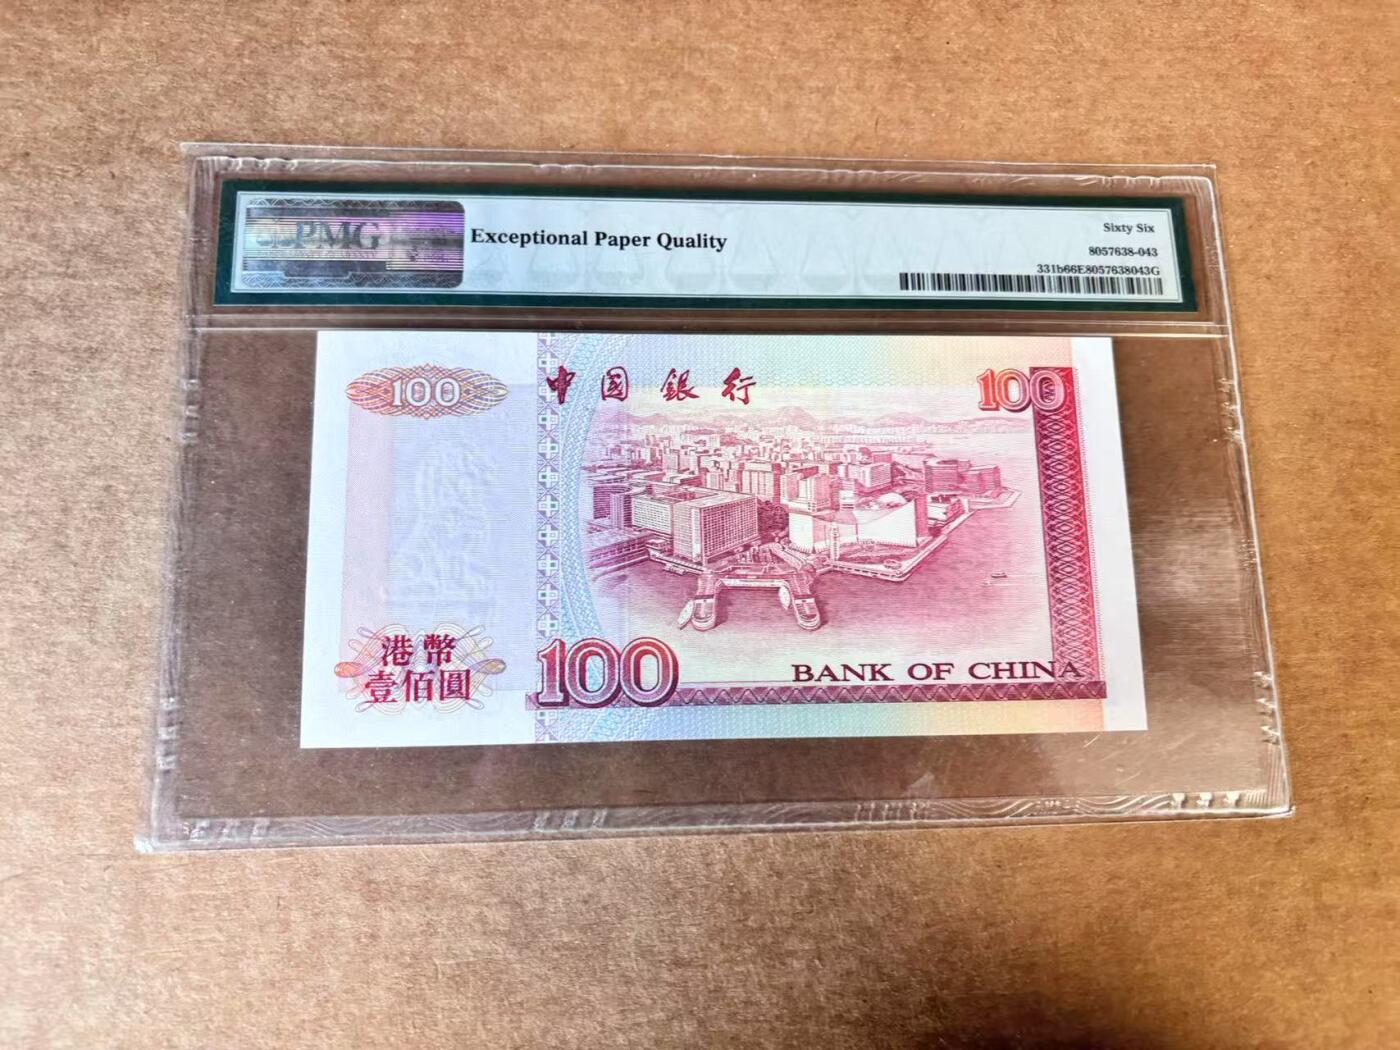 PMG
Exceptional Paper Quality
Sixty Six
8057638-043
331b66E8057638043G
100
中國銀行
100
港幣
壹佰圓
100
BANK OF CHINA